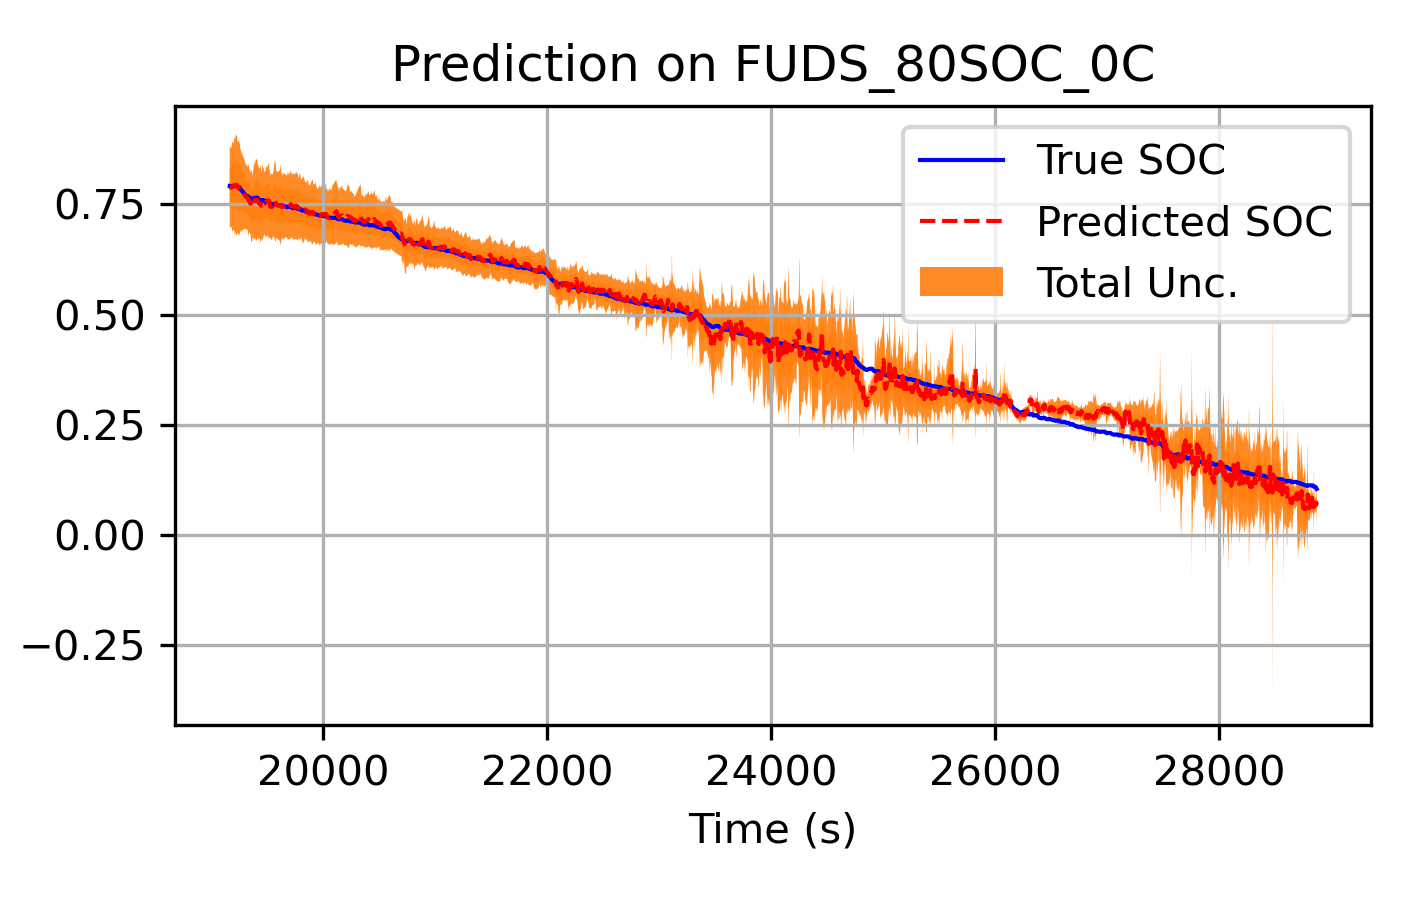 Prediction on FUDS_80SOC_0C
True SOC
Predicted SOC
Total Unc.
0.75
0.50
0.25
0.00
−0.25
20000 22000 24000 26000 28000
Time (s)